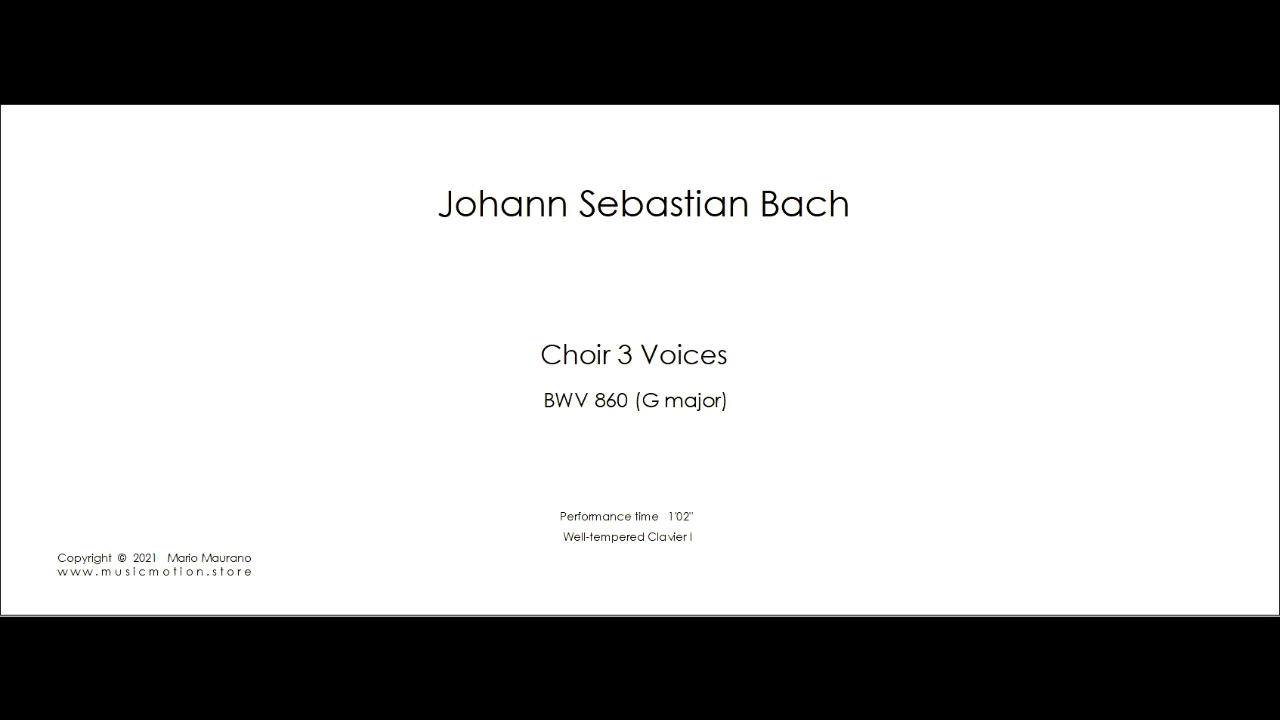 Johann Sebastian Bach
Choir 3 Voices
BWV 860 (G major)
Performance time 1'02"
Well-tempered Clavier I
Copyright © 2021 Mario Maurano
www.musicmotion.store